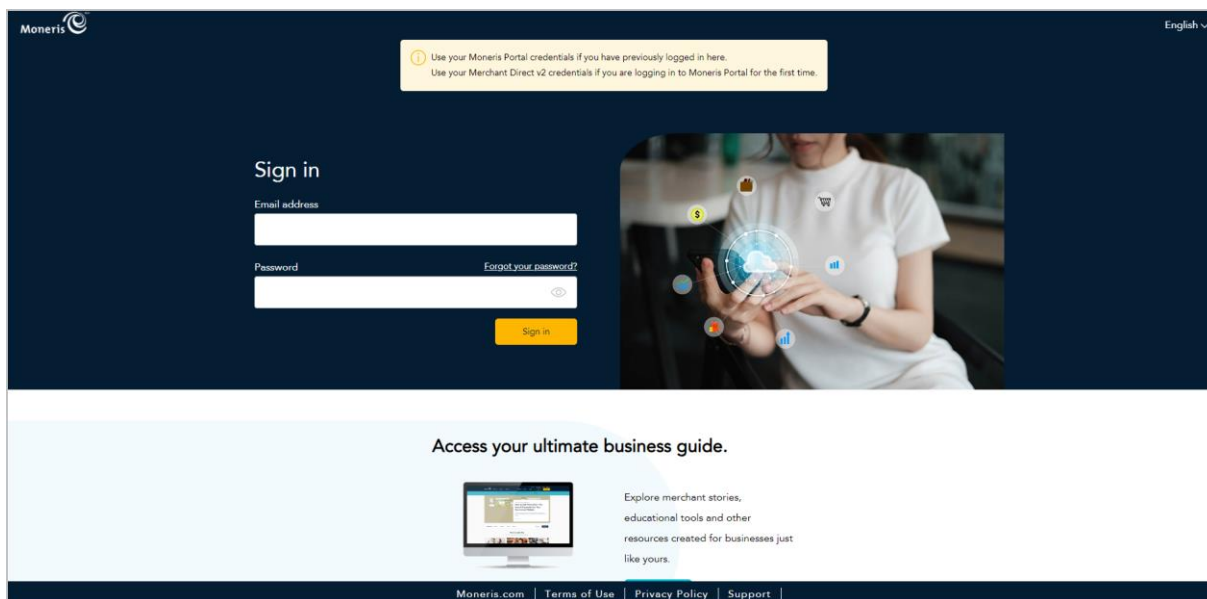 Moneris
English
Use your Moneris Portal credentials if you have previously logged in here.
Use your Merchant Direct v2 credentials if you are logging in to Moneris Portal for the first time.
Sign in
Email address
Password
Forgot your password?
Sign in
$
Access your ultimate business guide.
Explore merchant stories,
educational tools and other
resources created for businesses just
like yours.
Moneris.com | Terms of Use | Privacy Policy | Support |